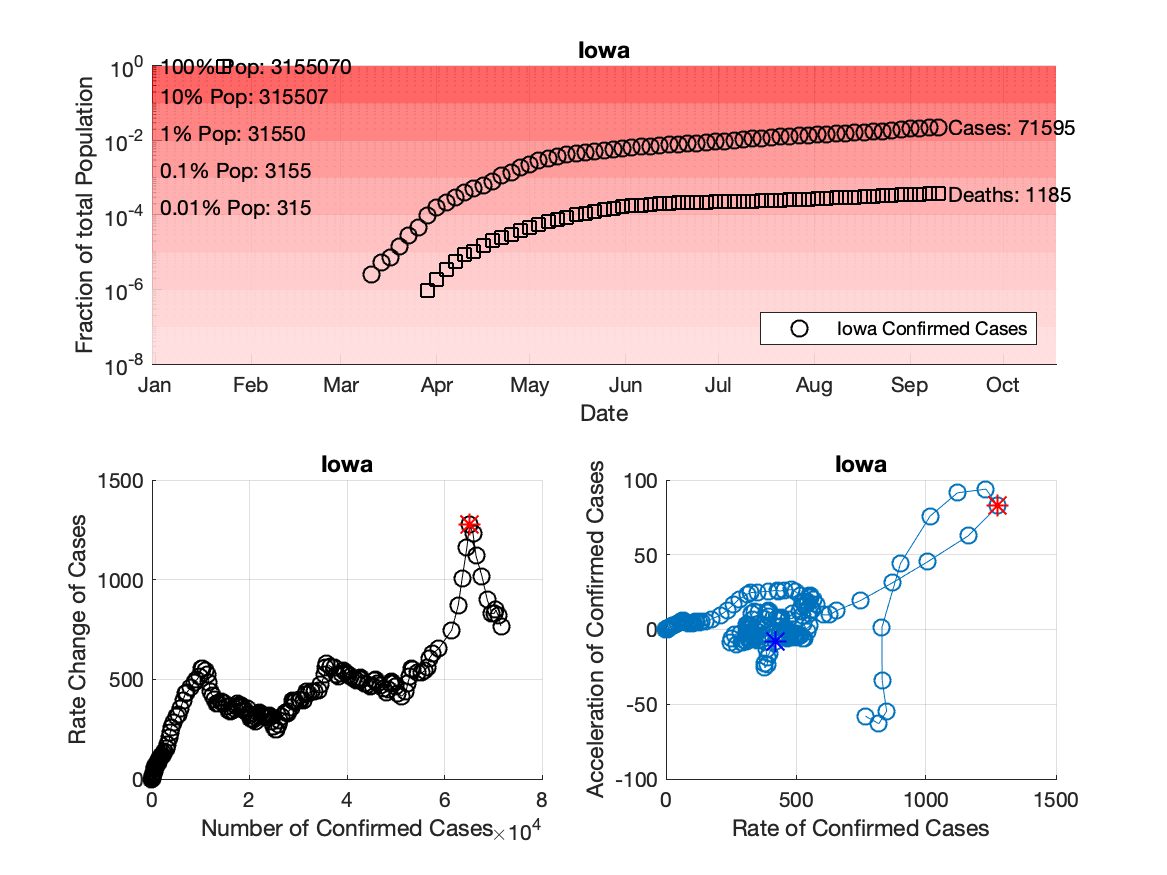 Iowa
10^0
10^-2
10^-4
10^-6
10^-8
Fraction of total Population
100% Pop: 3155070
10% Pop: 315507
1% Pop: 31550
0.1% Pop: 3155
0.01% Pop: 315
Cases: 71595
Deaths: 1185
Iowa Confirmed Cases
Jan Feb Mar Apr May Jun Jul Aug Sep Oct
Date
Iowa
1500
1000
500
0
Rate Change of Cases
0 2 4 6 8
Number of Confirmed Cases ×10^4
Iowa
100
50
0
-50
-100
Acceleration of Confirmed Cases
0 500 1000 1500
Rate of Confirmed Cases